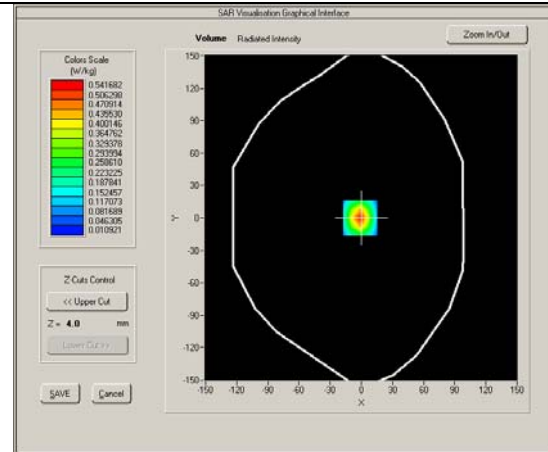 SAR Visualisation Graphical Interface
Volume Radiated Intensity
Zoom In/Out
Colors Scale
(W/kg)
0.541682
0.506298
0.470914
0.435530
0.400146
0.364762
0.329378
0.293994
0.258610
0.223225
0.187841
0.152457
0.117073
0.081689
0.046305
0.010921
Z-Cuts Control
<< Upper Cut
Z = 4.0 mm
Lower Cut >>
SAVE
Cancel
150
120
90
60
30
0
-30
-60
-90
-120
-150
Y
-150 -120 -90 -60 -30 0 30 60 90 120 150
X